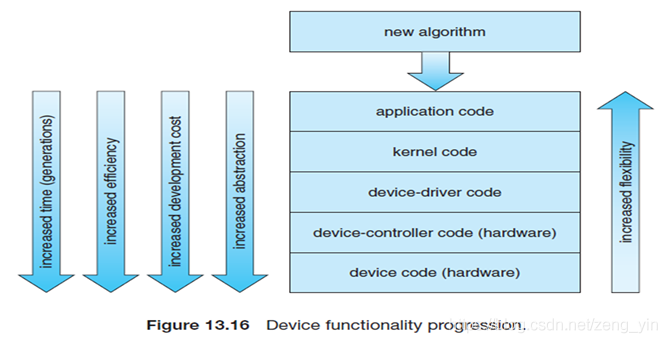 new algorithm
increased time (generations)
increased efficiency
increased development cost
increased abstraction
application code
kernel code
device-driver code
device-controller code (hardware)
device code (hardware)
increased flexibility
Figure 13.16 Device functionality progression.
https://blog.csdn.net/zeng_yin